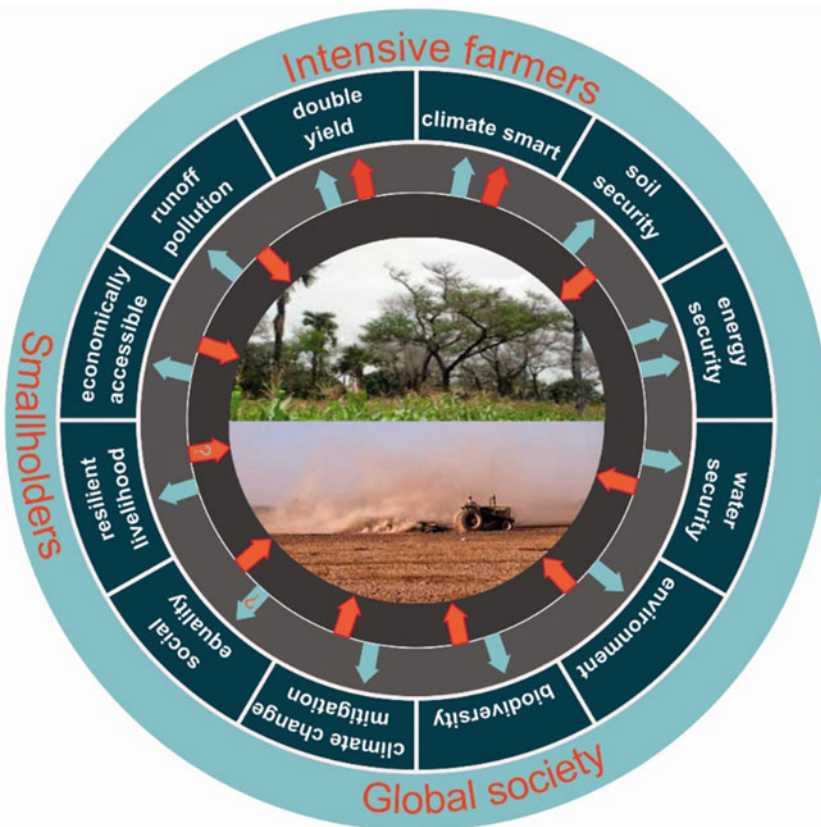 Intensive farmers
double
yield
climate smart
soil
security
energy
security
water
security
environment
biodiversity
climate change
mitigation
social
equality
resilient
livelihood
economically
accessible
runoff
pollution
Smallholders
Global society
?
?